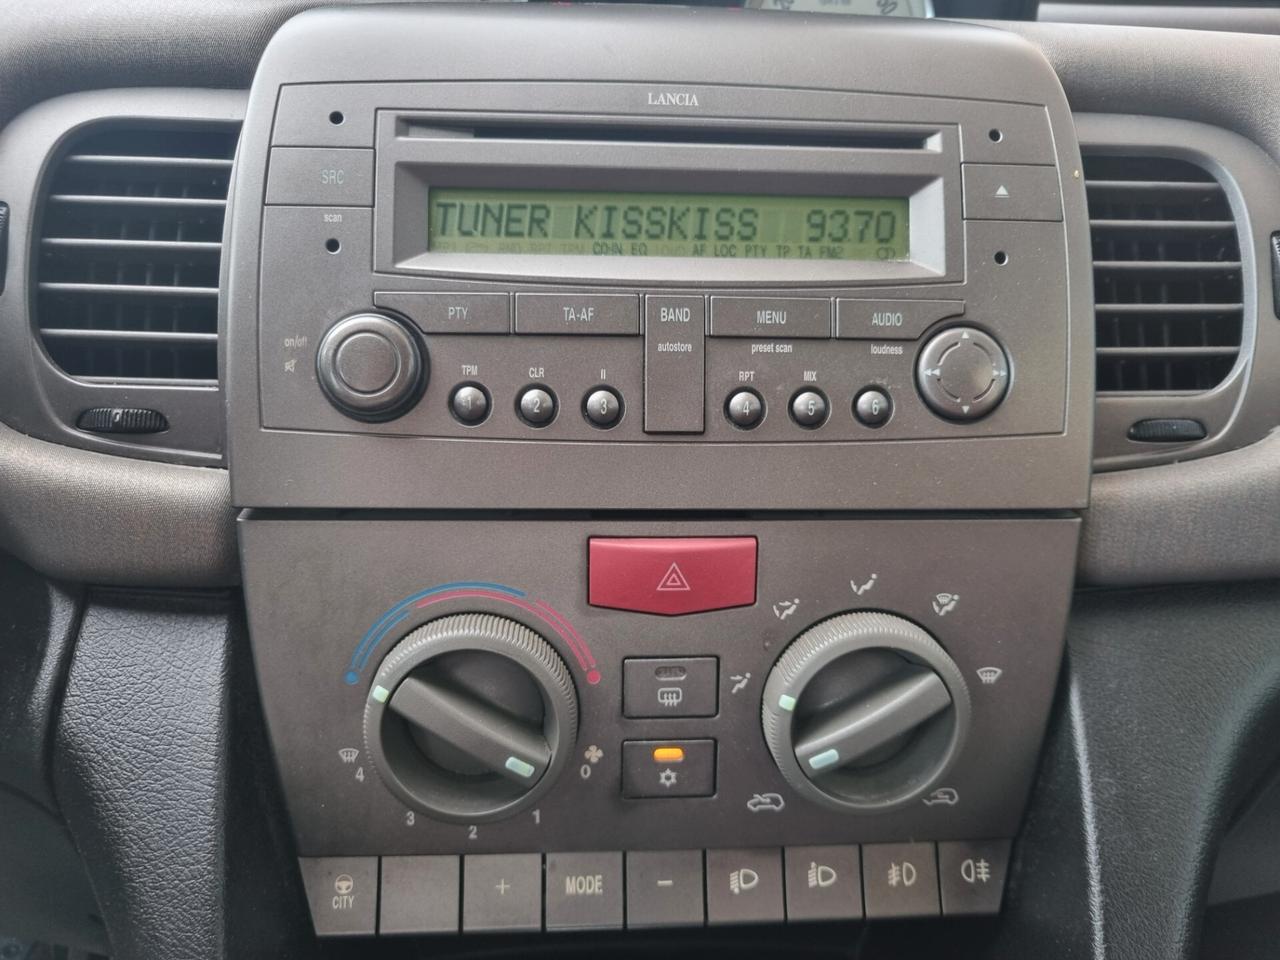 LANCIA
SRC
scan
TUNER KISSKISS 9370
CD-IN EQ AF LOC PTY TP TA FM2
PTY TA-AF BAND MENU AUDIO
autostore preset scan loudness
on/off
TPM CLR II RPT MIX
1 2 3 4 5 6
4 0
3 2 1
CITY + MODE −